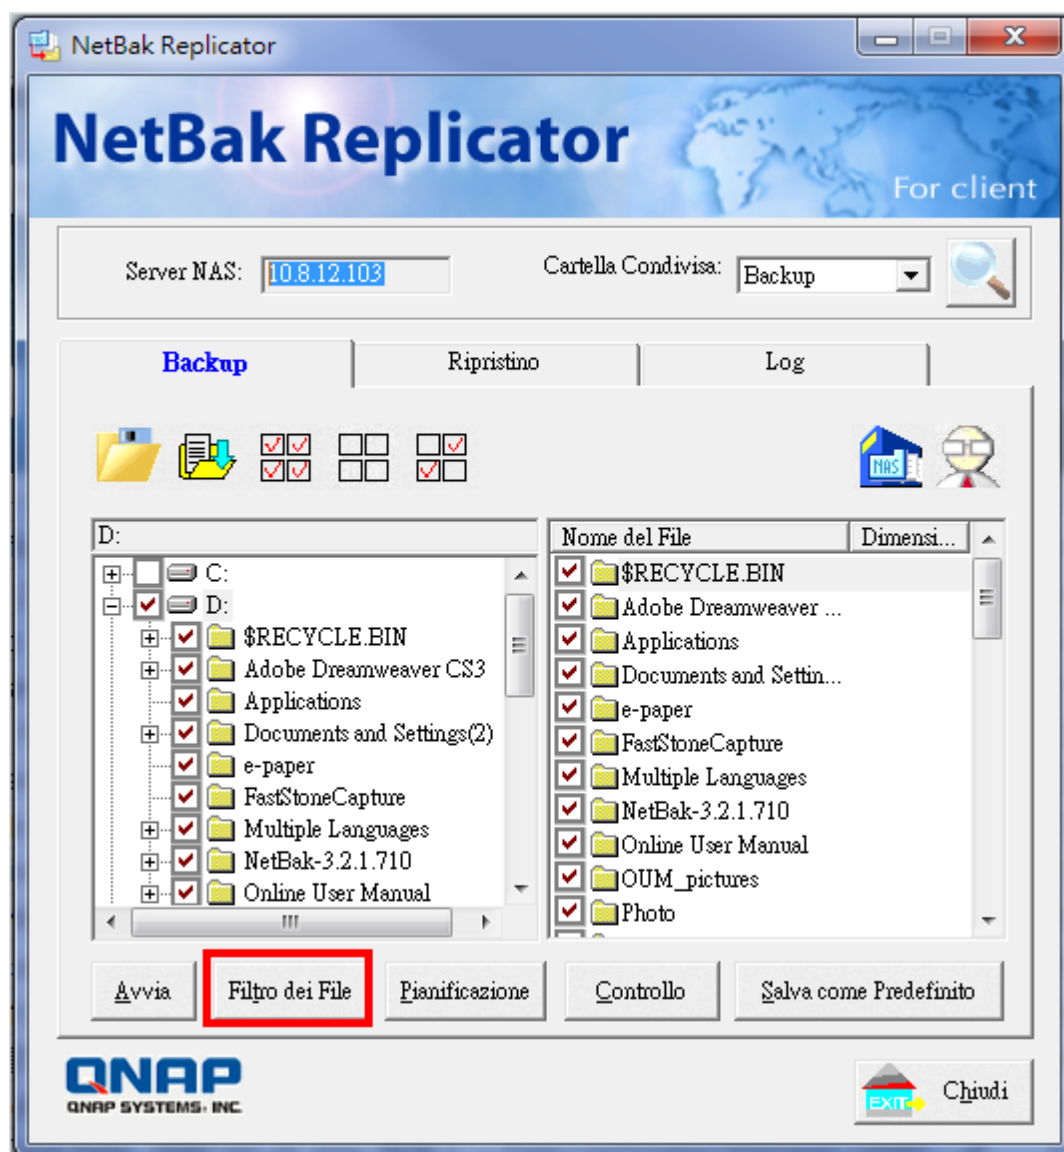 NetBak Replicator
NetBak Replicator
For client
Server NAS: 10.8.12.103 Cartella Condivisa: Backup
Backup Ripristino Log
NAS
D:
C:
D:
$RECYCLE.BIN
Adobe Dreamweaver CS3
Applications
Documents and Settings(2)
e-paper
FastStoneCapture
Multiple Languages
NetBak-3.2.1.710
Online User Manual
Nome del File Dimensi...
$RECYCLE.BIN
Adobe Dreamweaver ...
Applications
Documents and Settin...
e-paper
FastStoneCapture
Multiple Languages
NetBak-3.2.1.710
Online User Manual
OUM_pictures
Photo
Avvia Filtro dei File Pianificazione Controllo Salva come Predefinito
QNAP
QNAP SYSTEMS, INC.
EXIT Chiudi